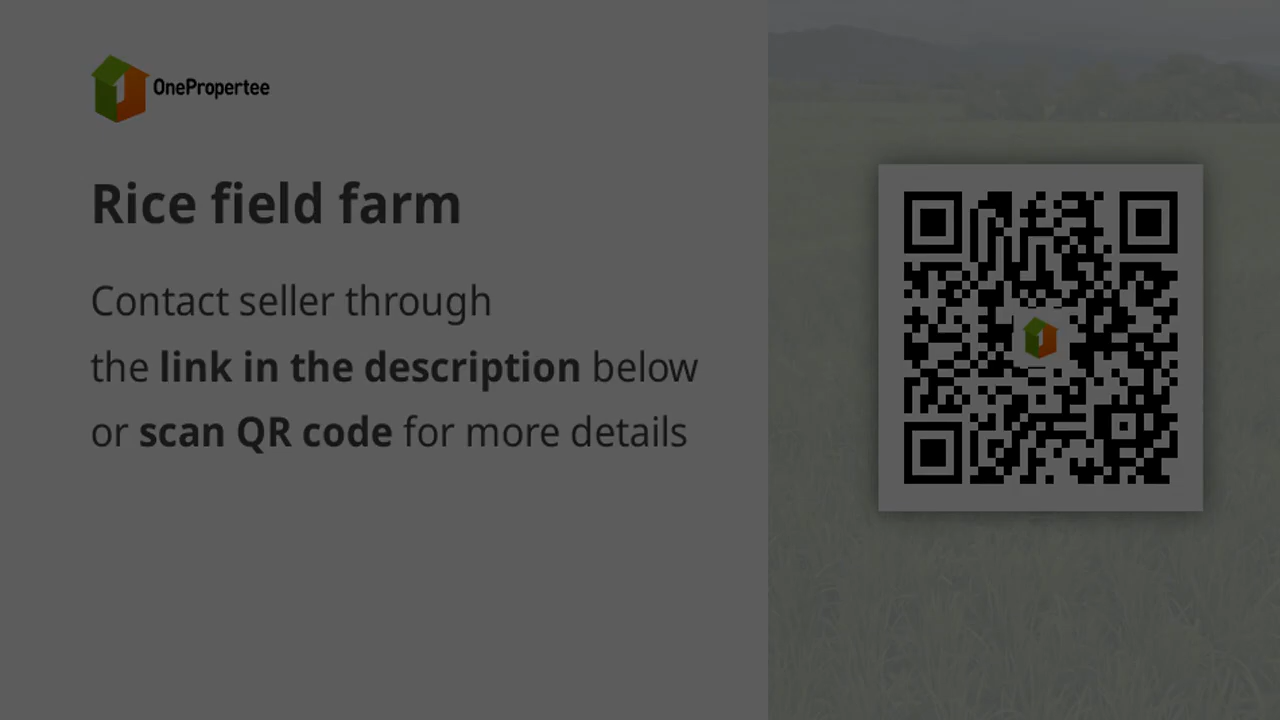 OnePropertee
Rice field farm
Contact seller through
the link in the description below
or scan QR code for more details